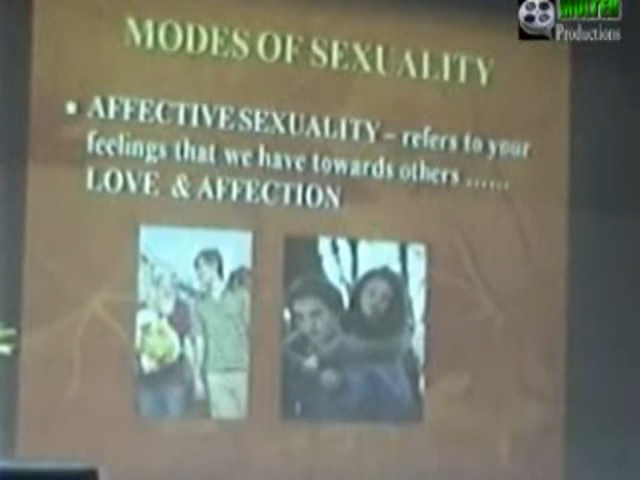 MODES OF SEXUALITY
• AFFECTIVE SEXUALITY – refers to your
feelings that we have towards others ......
LOVE & AFFECTION
Productions